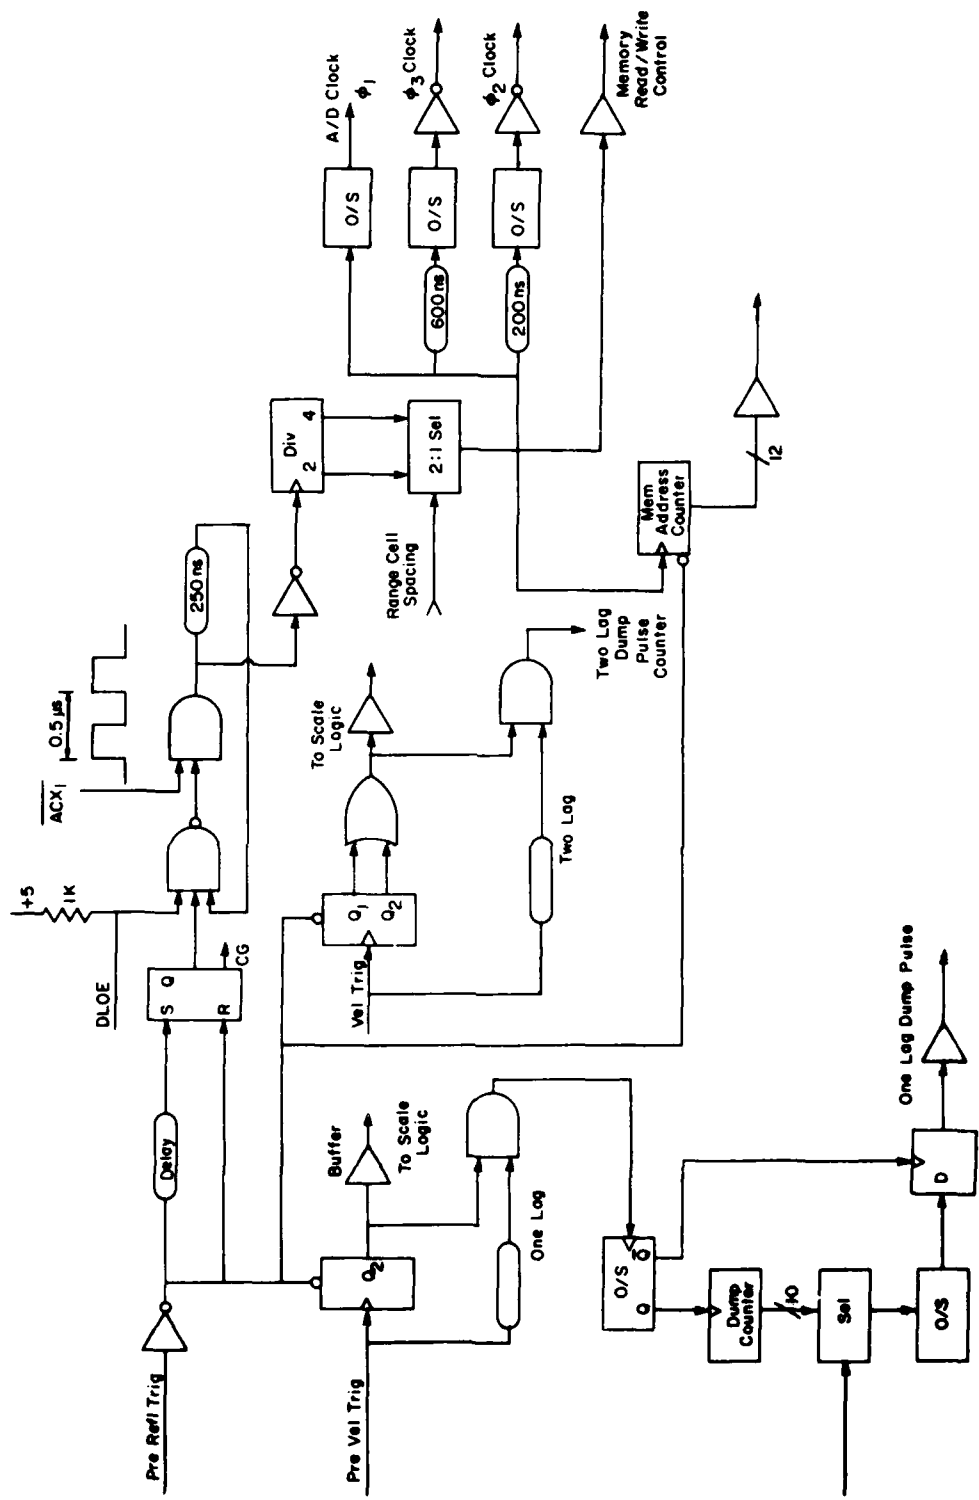 +5
1K
DLOE
ACX1
0.5 μs
250 ns
S Q
R
CG
Delay
Pre Refl Trig
Div
2 4
2:1 Sel
Range Cell
Spacing
O/S
A/D Clock
ϕ1
600 ns
O/S
ϕ3 Clock
200 ns
O/S
ϕ2 Clock
Memory
Read/Write
Control
Vel Trig
Q1
Q2
To Scale
Logic
Two Lag
Two Lag
Dump
Pulse
Counter
Mem
Address
Counter
12
Pre Vel Trig
Q2
Buffer
To Scale
Logic
One Lag
O/S
Q Q̅
Dump
Counter
10
Sel
O/S
D
One Lag Dump Pulse